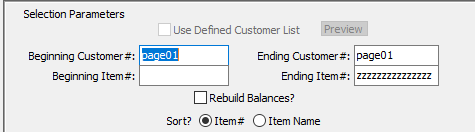 Selection Parameters
Use Defined Customer List Preview
Beginning Customer#: page01 Ending Customer#: page01
Beginning Item#: Ending Item#: zzzzzzzzzzzzzzz
Rebuild Balances?
Sort? Item# Item Name